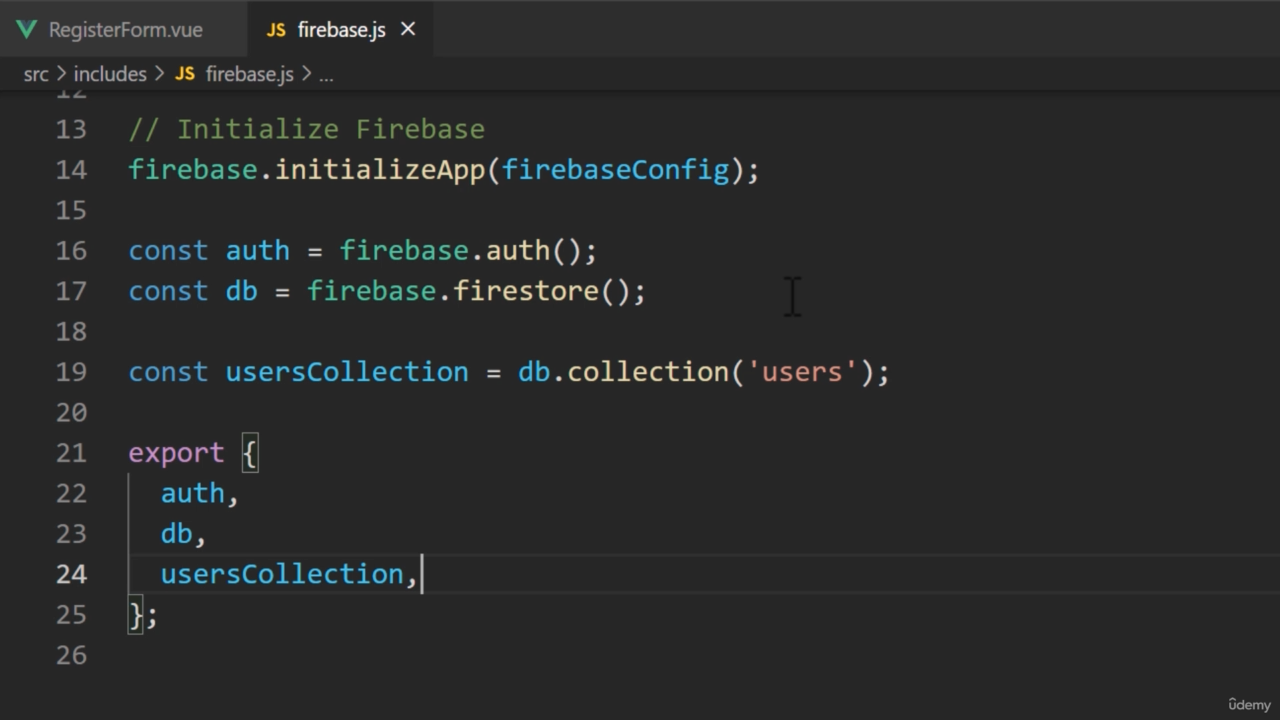 RegisterForm.vue JS firebase.js ×
src > includes > JS firebase.js > ...
12
13 // Initialize Firebase
14 firebase.initializeApp(firebaseConfig);
15
16 const auth = firebase.auth();
17 const db = firebase.firestore();
18
19 const usersCollection = db.collection('users');
20
21 export {
22   auth,
23   db,
24   usersCollection,
25 };
26
ûdemy